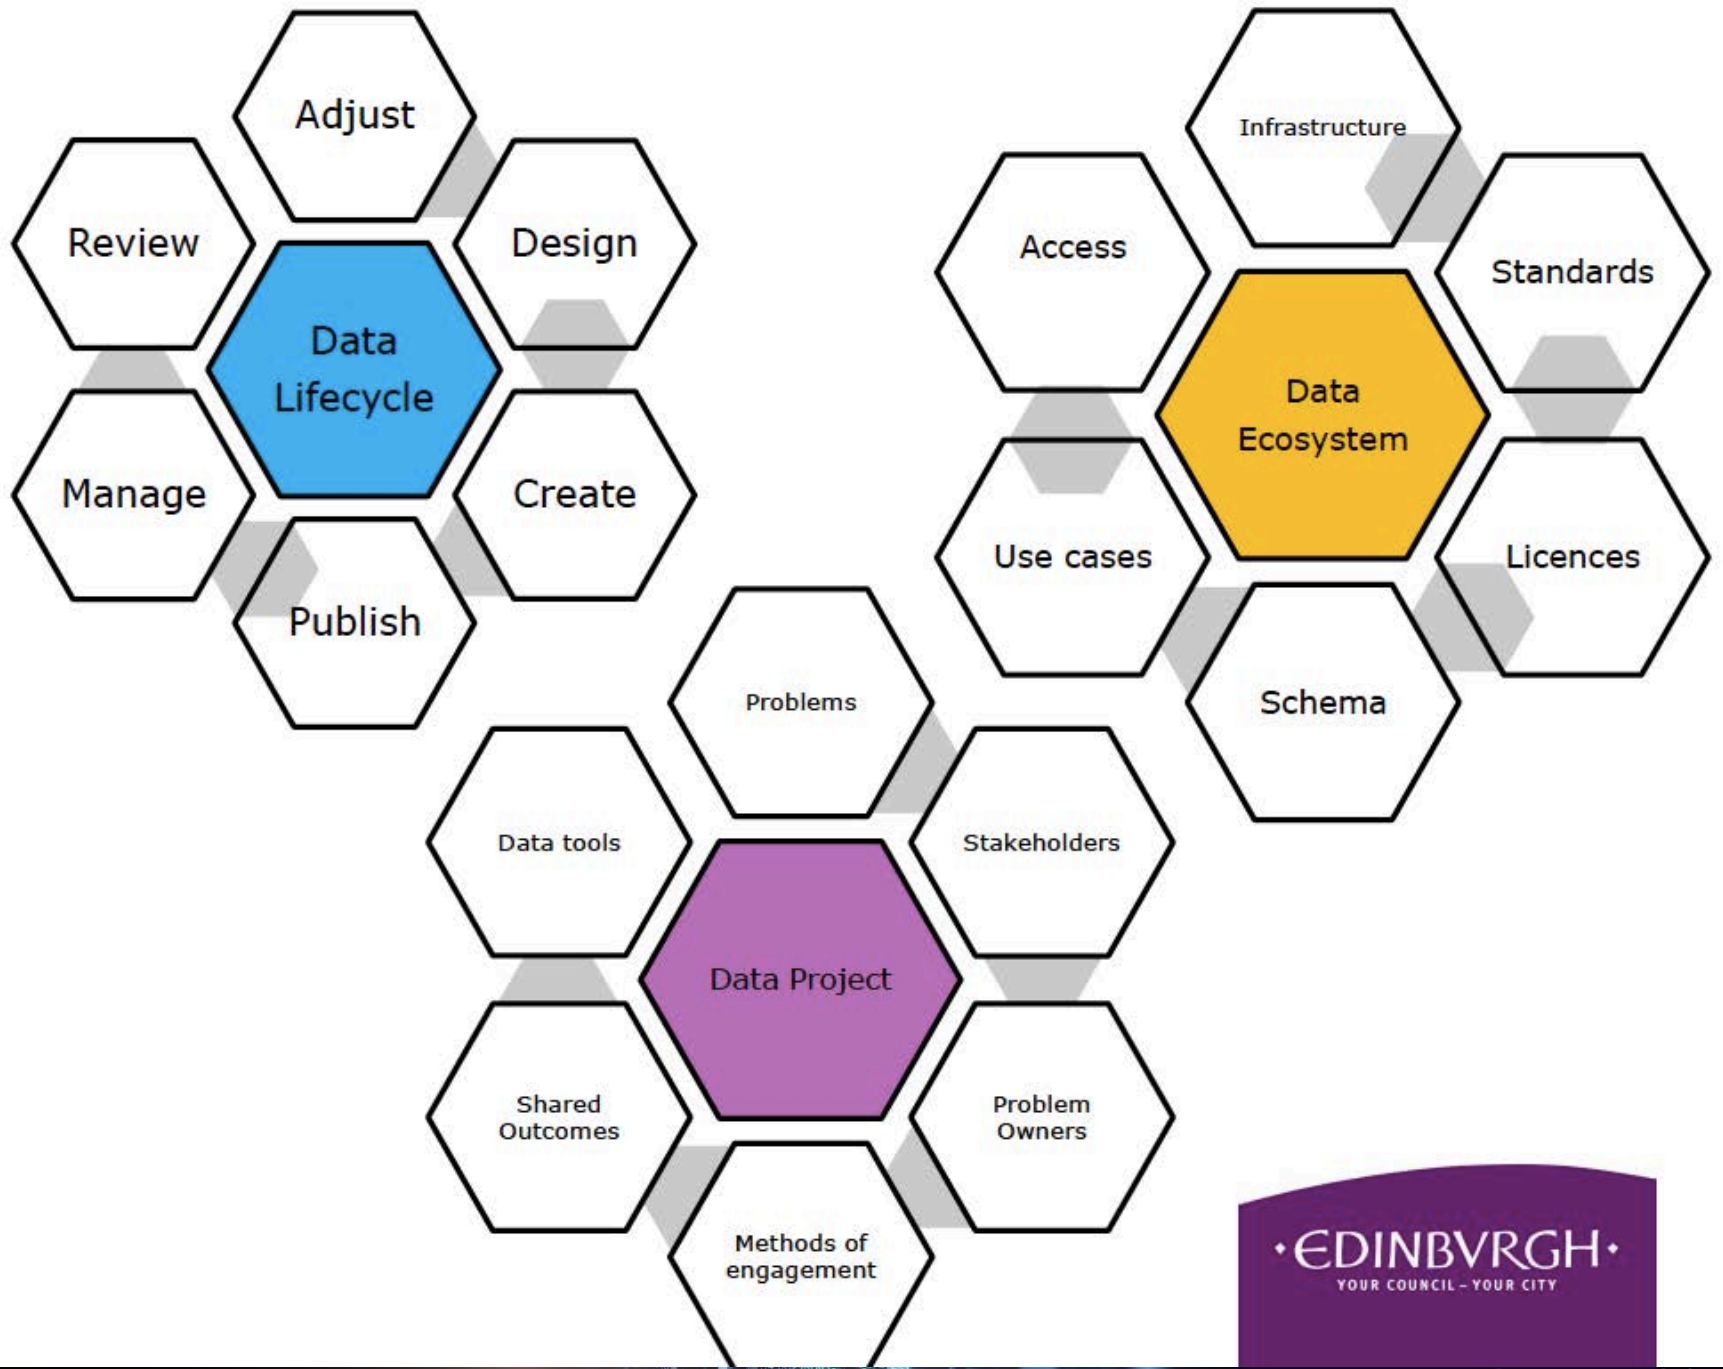 Adjust
Review
Design
Data
Lifecycle
Manage
Create
Publish
Infrastructure
Access
Standards
Data
Ecosystem
Use cases
Licences
Schema
Problems
Data tools
Stakeholders
Data Project
Shared
Outcomes
Problem
Owners
Methods of
engagement
•EDINBVRGH•
YOUR COUNCIL – YOUR CITY